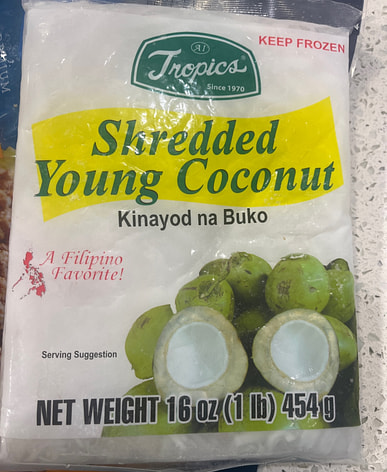 A1
Tropics®
Since 1970
KEEP FROZEN
Shredded
Young Coconut
Kinayod na Buko
A Filipino
Favorite!
Serving Suggestion
NET WEIGHT 16 oz (1 lb) 454 g